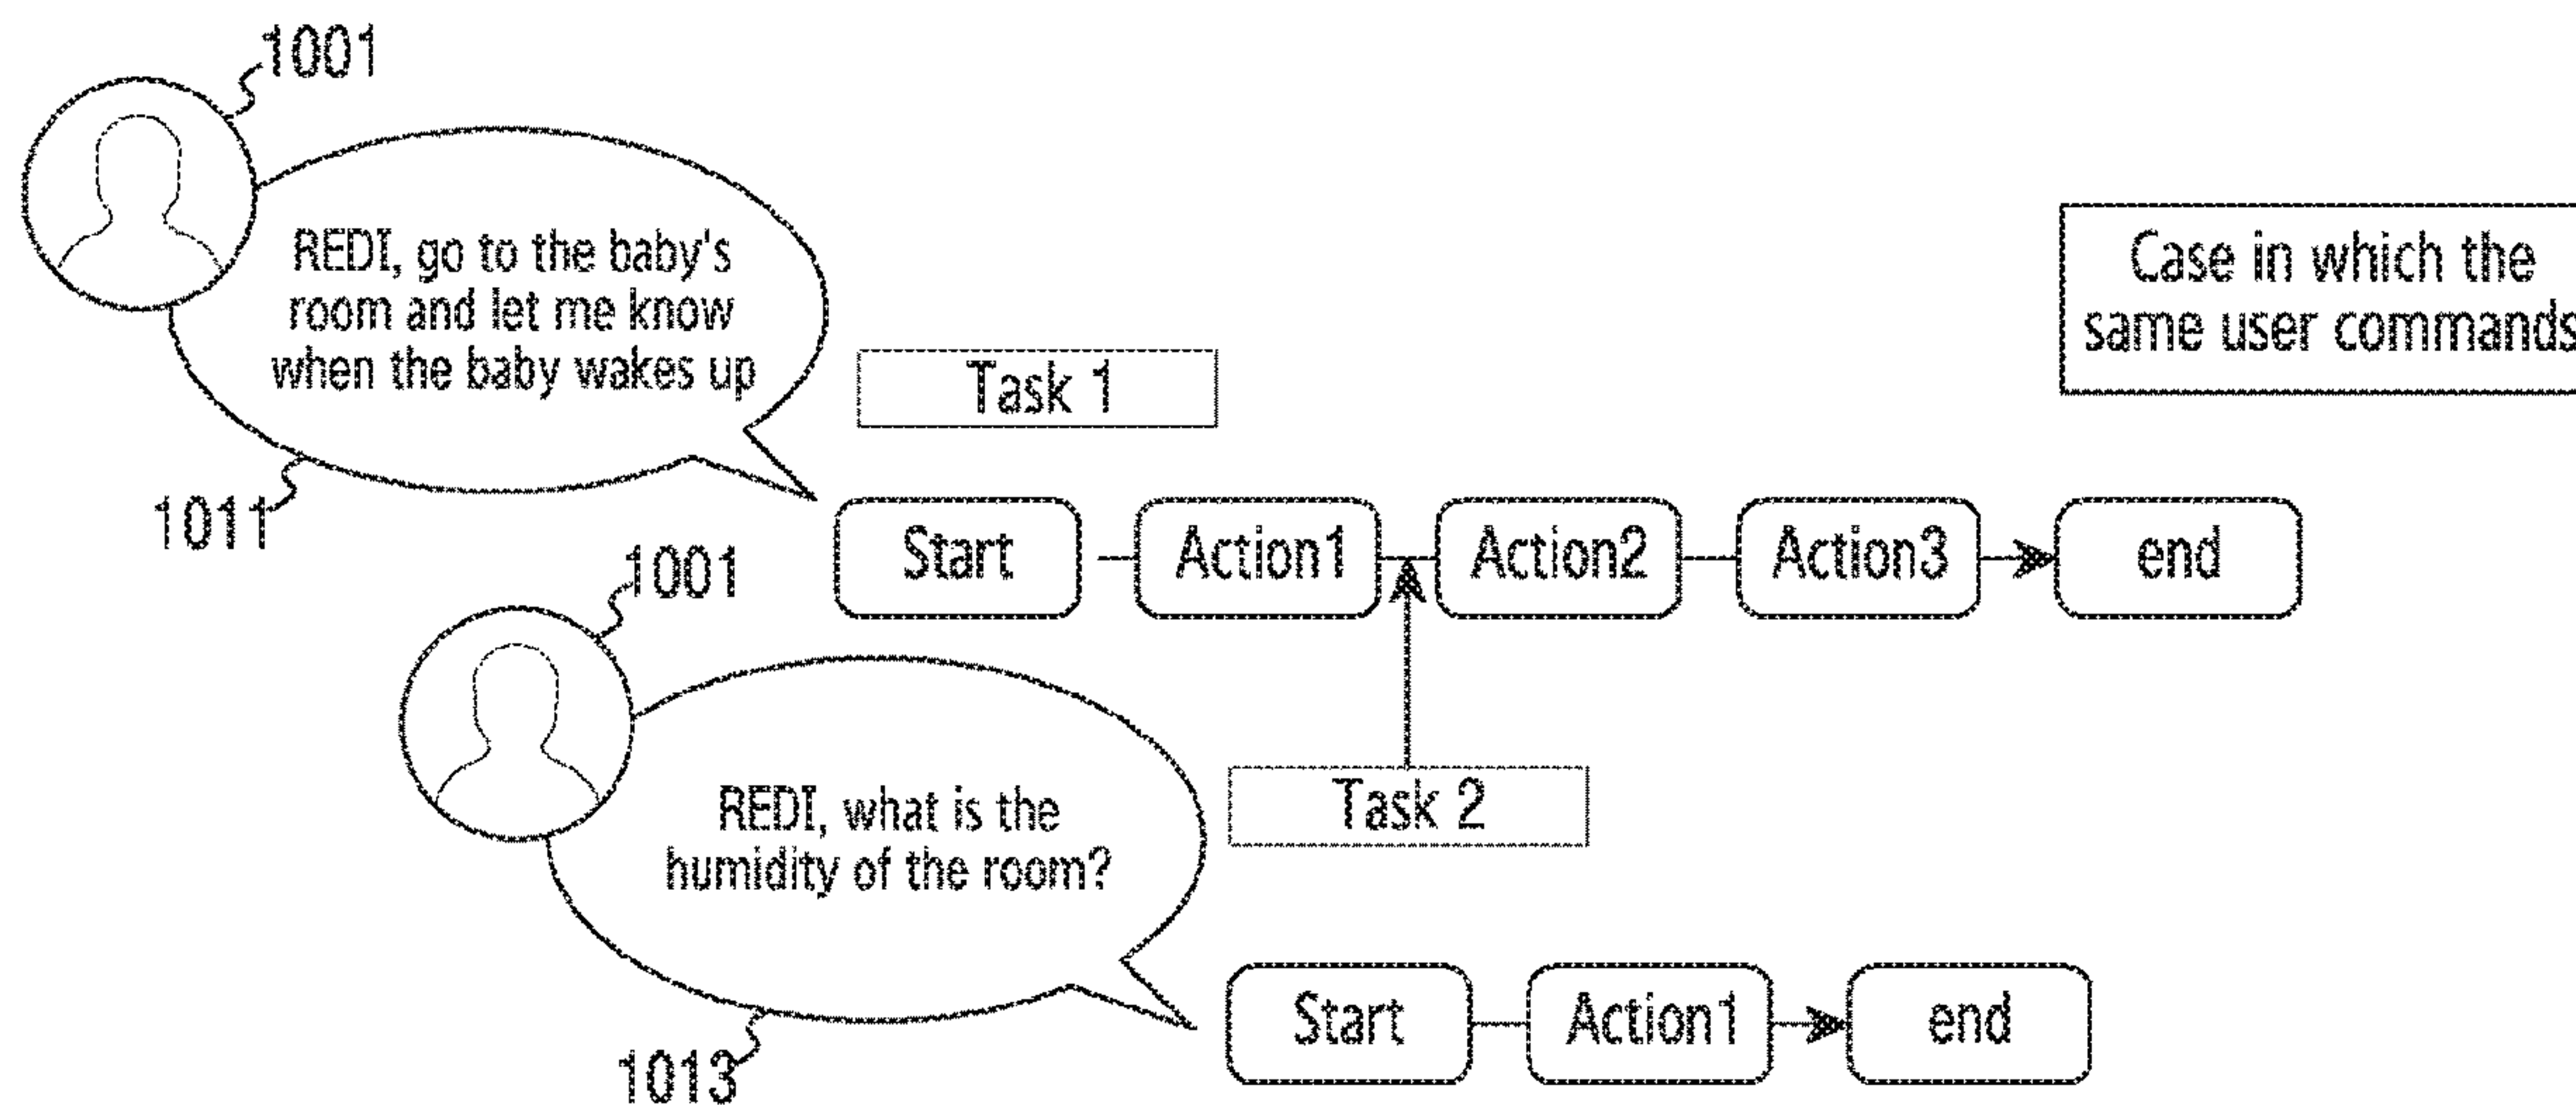 1001
REDI, go to the baby's
room and let me know
when the baby wakes up
1011
Task 1
Case in which the
same user commands
Start
Action1
Action2
Action3
end
1001
REDI, what is the
humidity of the room?
1013
Task 2
Start
Action1
end